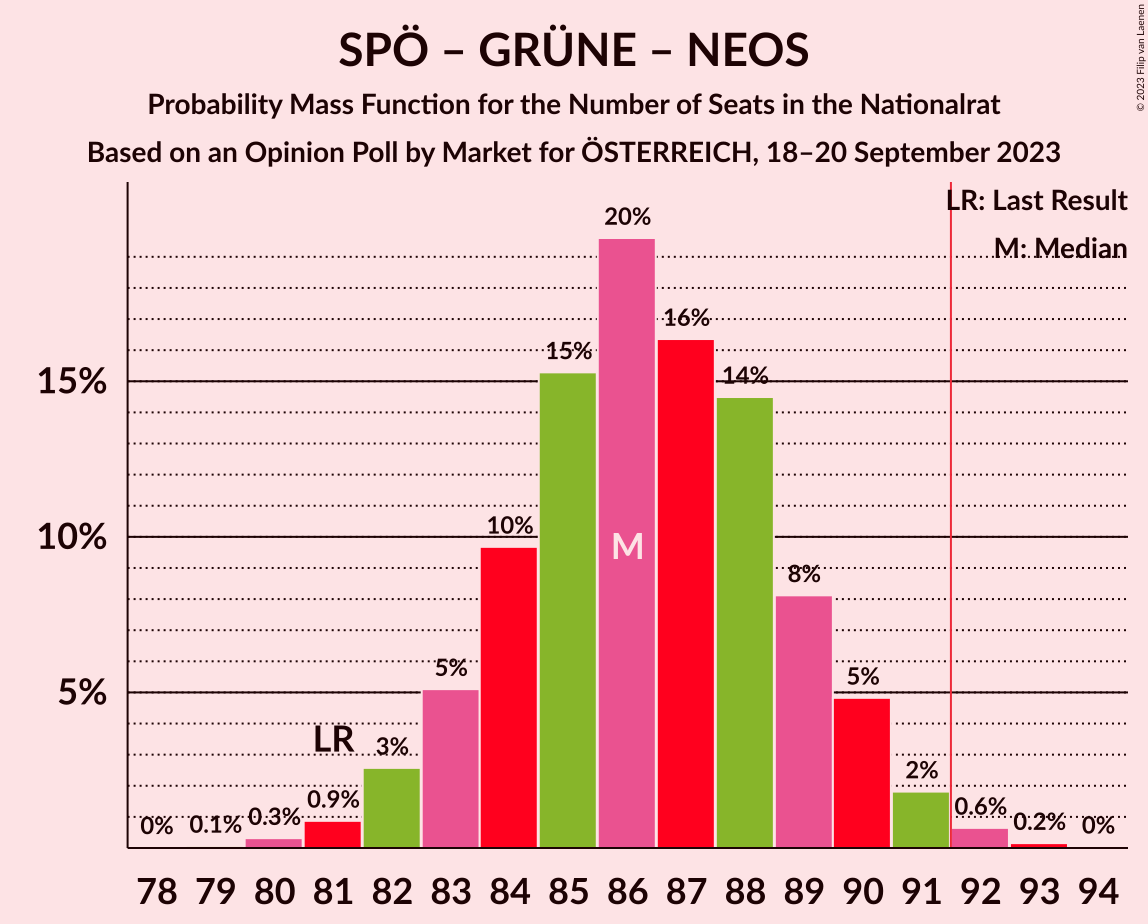 SPÖ – GRÜNE – NEOS
Probability Mass Function for the Number of Seats in the Nationalrat
Based on an Opinion Poll by Market for ÖSTERREICH, 18–20 September 2023
© 2023 Filip van Laenen
LR: Last Result
M: Median
15%
10%
5%
0% 0.1% 0.3% 0.9% 3% 5% 10% 15% 20% 16% 14% 8% 5% 2% 0.6% 0.2% 0%
LR
M
78 79 80 81 82 83 84 85 86 87 88 89 90 91 92 93 94